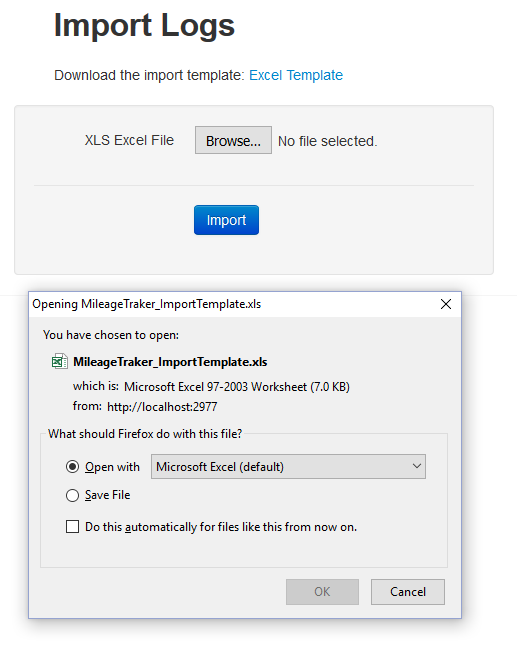 Import Logs
Download the import template: Excel Template
XLS Excel File Browse... No file selected.
Import
Opening MileageTraker_ImportTemplate.xls
You have chosen to open:
MileageTraker_ImportTemplate.xls
which is: Microsoft Excel 97-2003 Worksheet (7.0 KB)
from: http://localhost:2977
What should Firefox do with this file?
Open with Microsoft Excel (default)
Save File
Do this automatically for files like this from now on.
OK Cancel